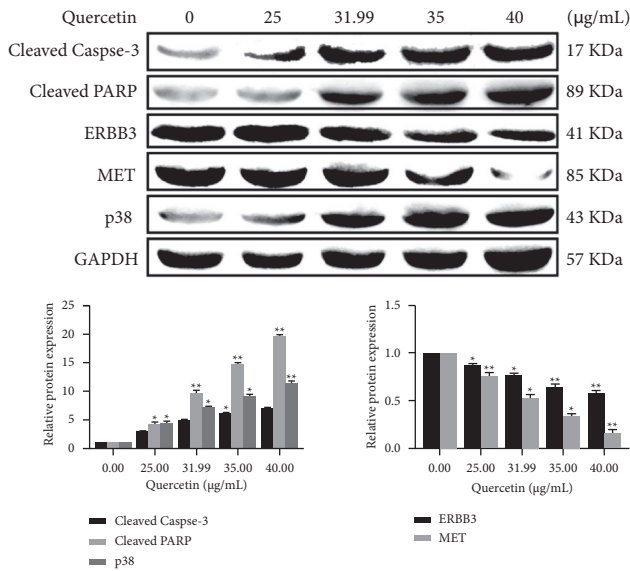 Quercetin 0 25 31.99 35 40 (μg/mL)
Cleaved Caspse-3 17 KDa
Cleaved PARP 89 KDa
ERBB3 41 KDa
MET 85 KDa
p38 43 KDa
GAPDH 57 KDa
Relative protein expression
25
20
15
10
5
0
* * ** * * ** * ** **
0.00 25.00 31.99 35.00 40.00
Quercetin (μg/mL)
Cleaved Caspse-3
Cleaved PARP
p38
Relative protein expression
1.5
1.0
0.5
0.0
* ** * * ** * ** **
0.00 25.00 31.99 35.00 40.00
Quercetin (μg/mL)
ERBB3
MET